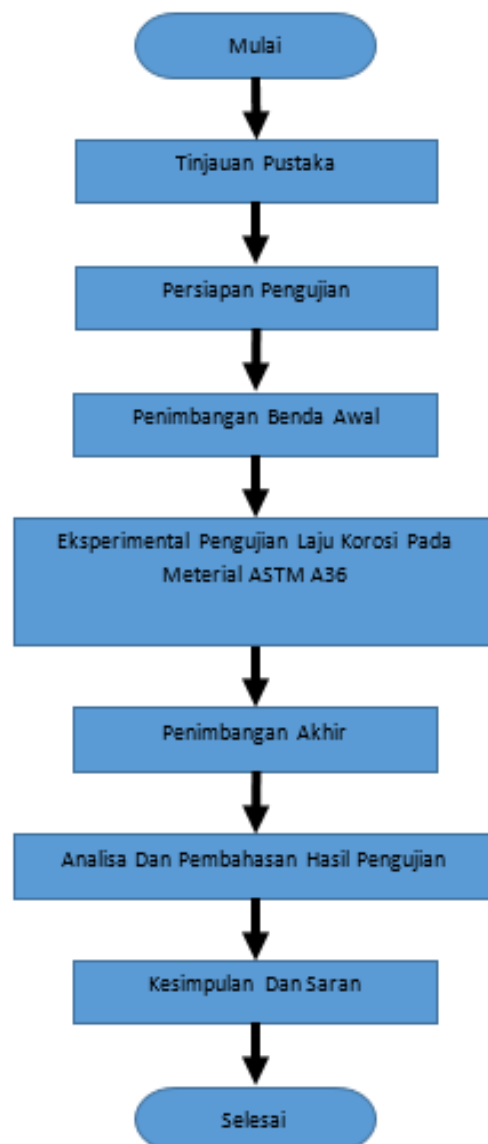 Mulai
Tinjauan Pustaka
Persiapan Pengujian
Penimbangan Benda Awal
Eksperimental Pengujian Laju Korosi Pada
Meterial ASTM A36
Penimbangan Akhir
Analisa Dan Pembahasan Hasil Pengujian
Kesimpulan Dan Saran
Selesai